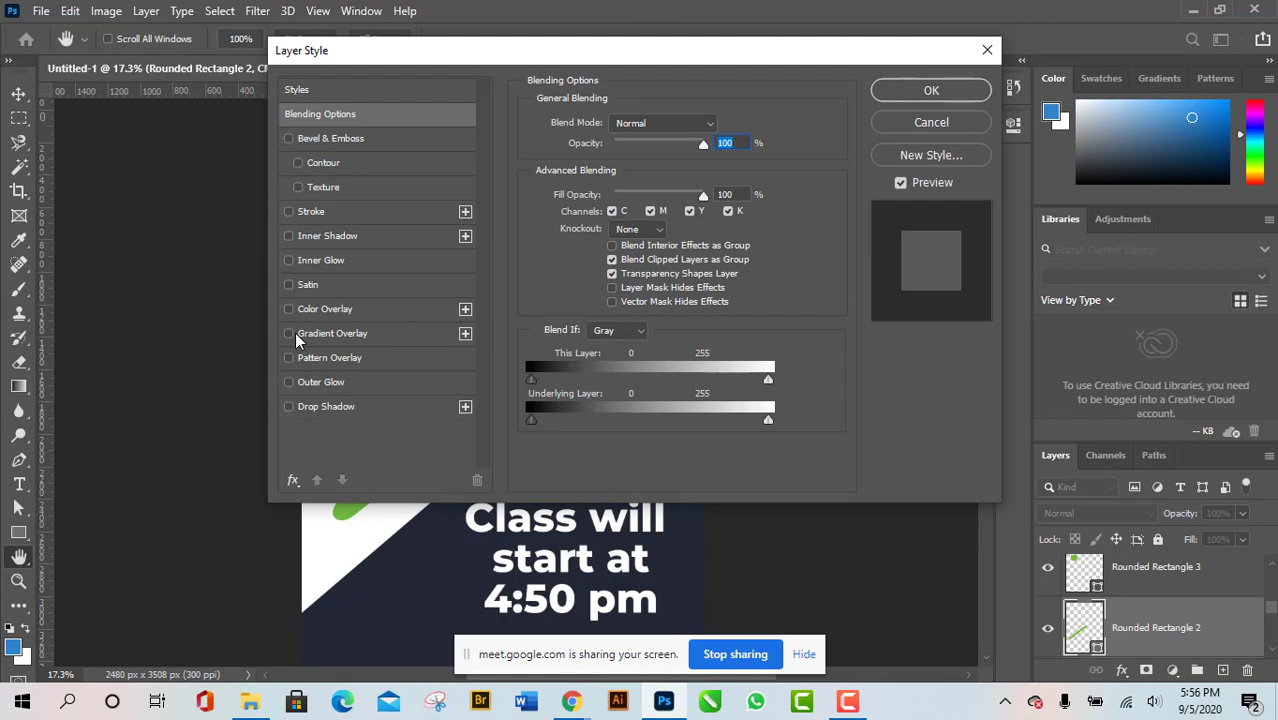 Ps File Edit Image Layer Type Select Filter 3D View Window Help
Scroll All Windows 100%
Untitled-1 @ 17.3% (Rounded Rectangle 2, C
Layer Style
Styles
Blending Options
Bevel & Emboss
Contour
Texture
Stroke
Inner Shadow
Inner Glow
Satin
Color Overlay
Gradient Overlay
Pattern Overlay
Outer Glow
Drop Shadow
fx
Blending Options
General Blending
Blend Mode: Normal
Opacity: 100 %
Advanced Blending
Fill Opacity: 100 %
Channels: C M Y K
Knockout: None
Blend Interior Effects as Group
Blend Clipped Layers as Group
Transparency Shapes Layer
Layer Mask Hides Effects
Vector Mask Hides Effects
Blend If: Gray
This Layer: 0 255
Underlying Layer: 0 255
OK
Cancel
New Style...
Preview
Color Swatches Gradients Patterns
Libraries Adjustments
Search Current Library
View by Type
To use Creative Cloud Libraries, you
need to install the Creative Cloud
account.
-- KB
Layers Channels Paths
Kind
Normal Opacity: 100%
Lock: Fill: 100%
Rounded Rectangle 3
Rounded Rectangle 2
Class will
start at
4:50 pm
meet.google.com is sharing your screen. Stop sharing Hide
17.3% 2480 px x 3508 px (300 ppi)
3:56 PM
9/5/2020